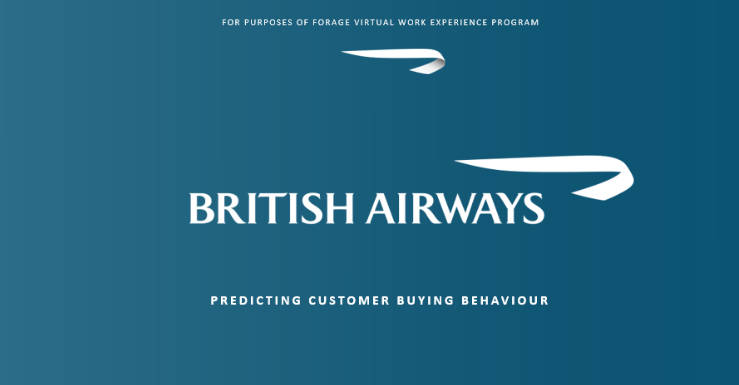 FOR PURPOSES OF FORAGE VIRTUAL WORK EXPERIENCE PROGRAM
BRITISH AIRWAYS
PREDICTING CUSTOMER BUYING BEHAVIOUR